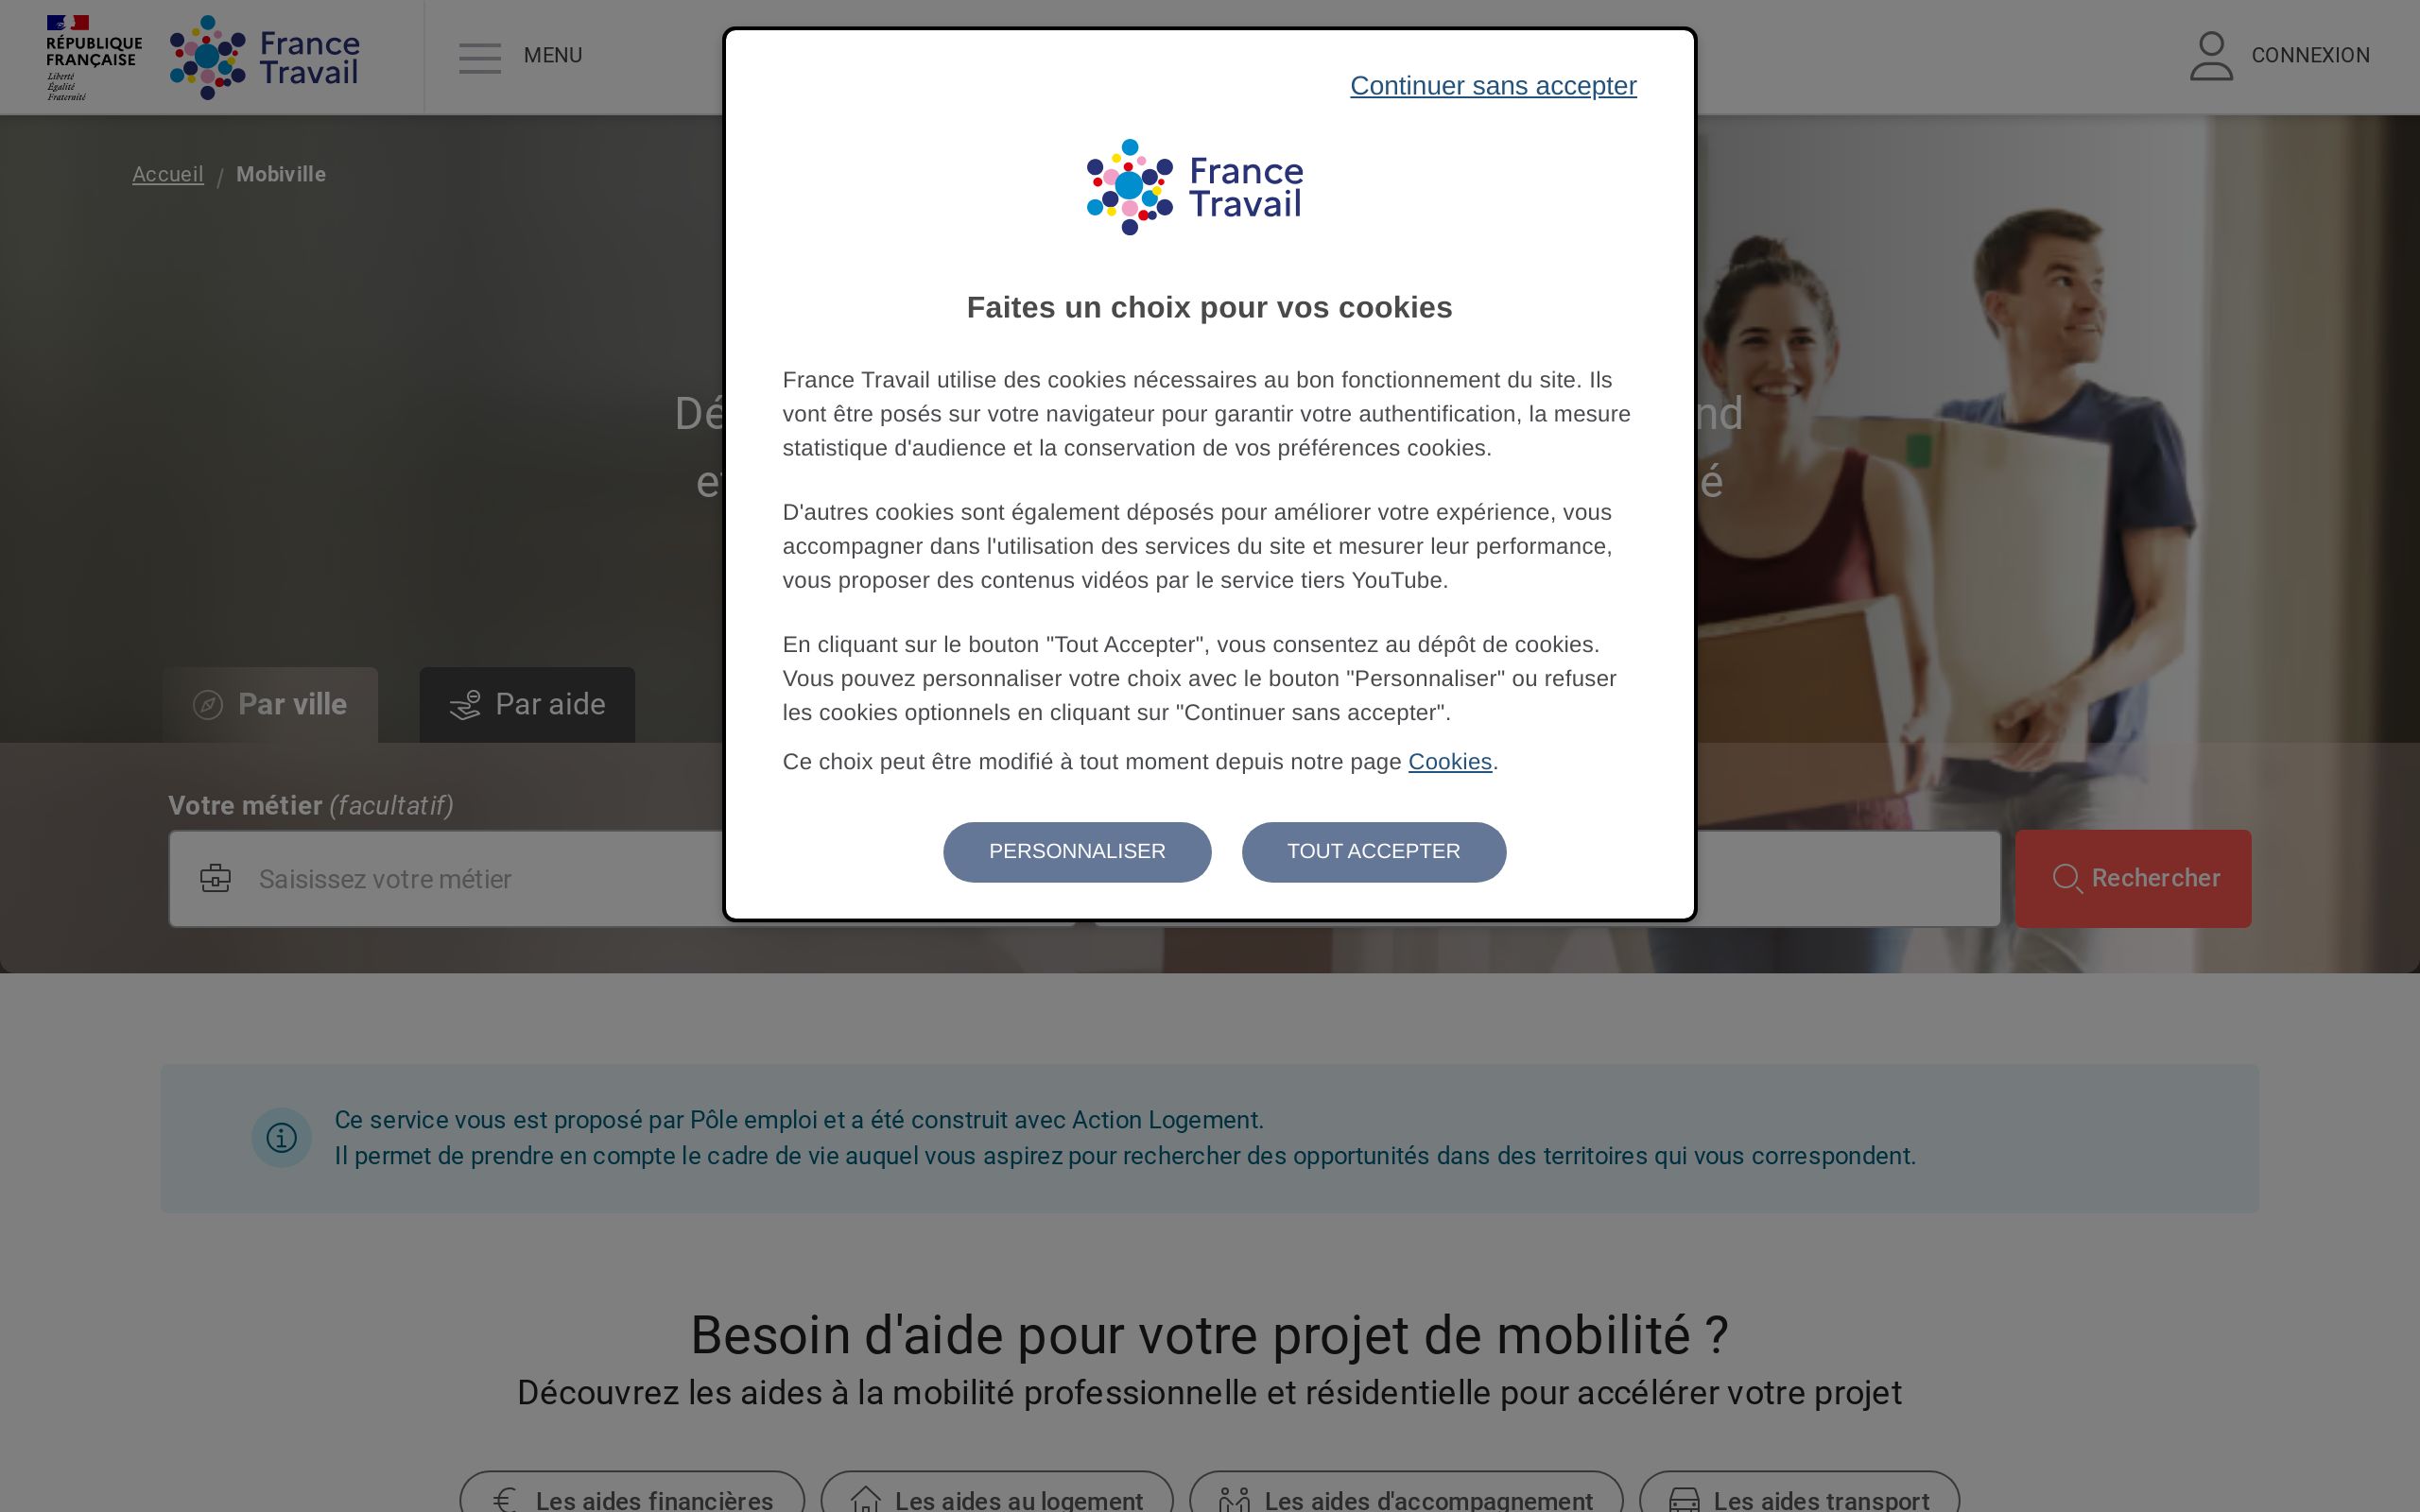 RÉPUBLIQUE
FRANÇAISE
Liberté
Égalité
Fraternité
France
Travail
MENU
CONNEXION
Accueil / Mobiville
Continuer sans accepter
France
Travail
Faites un choix pour vos cookies
France Travail utilise des cookies nécessaires au bon fonctionnement du site. Ils
vont être posés sur votre navigateur pour garantir votre authentification, la mesure
statistique d'audience et la conservation de vos préférences cookies.
D'autres cookies sont également déposés pour améliorer votre expérience, vous
accompagner dans l'utilisation des services du site et mesurer leur performance,
vous proposer des contenus vidéos par le service tiers YouTube.
En cliquant sur le bouton "Tout Accepter", vous consentez au dépôt de cookies.
Vous pouvez personnaliser votre choix avec le bouton "Personnaliser" ou refuser
les cookies optionnels en cliquant sur "Continuer sans accepter".
Ce choix peut être modifié à tout moment depuis notre page Cookies.
PERSONNALISER
TOUT ACCEPTER
Par ville
Par aide
Votre métier (facultatif)
Saisissez votre métier
Rechercher
Ce service vous est proposé par Pôle emploi et a été construit avec Action Logement.
Il permet de prendre en compte le cadre de vie auquel vous aspirez pour rechercher des opportunités dans des territoires qui vous correspondent.
Besoin d'aide pour votre projet de mobilité ?
Découvrez les aides à la mobilité professionnelle et résidentielle pour accélérer votre projet
Les aides financières
Les aides au logement
Les aides d'accompagnement
Les aides transport